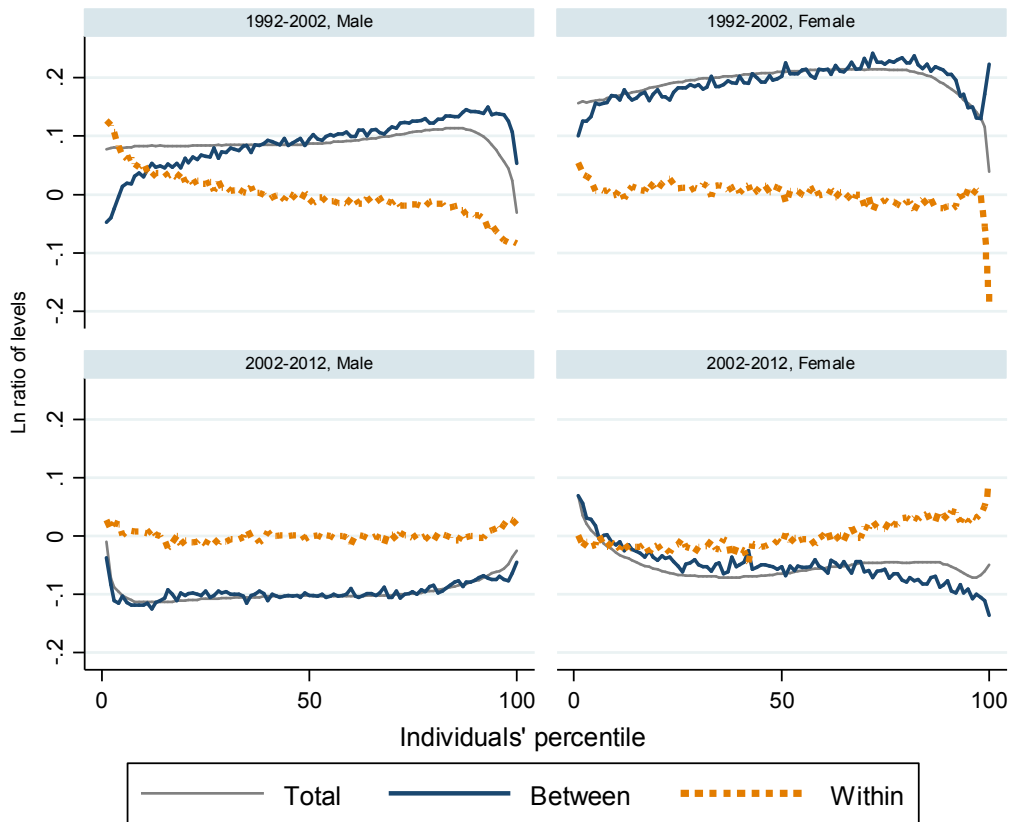 1992-2002, Male
1992-2002, Female
.2
.1
0
-.1
-.2
2002-2012, Male
2002-2012, Female
.2
.1
0
-.1
-.2
Ln ratio of levels
0
50
100
0
50
100
Individuals' percentile
Total
Between
Within